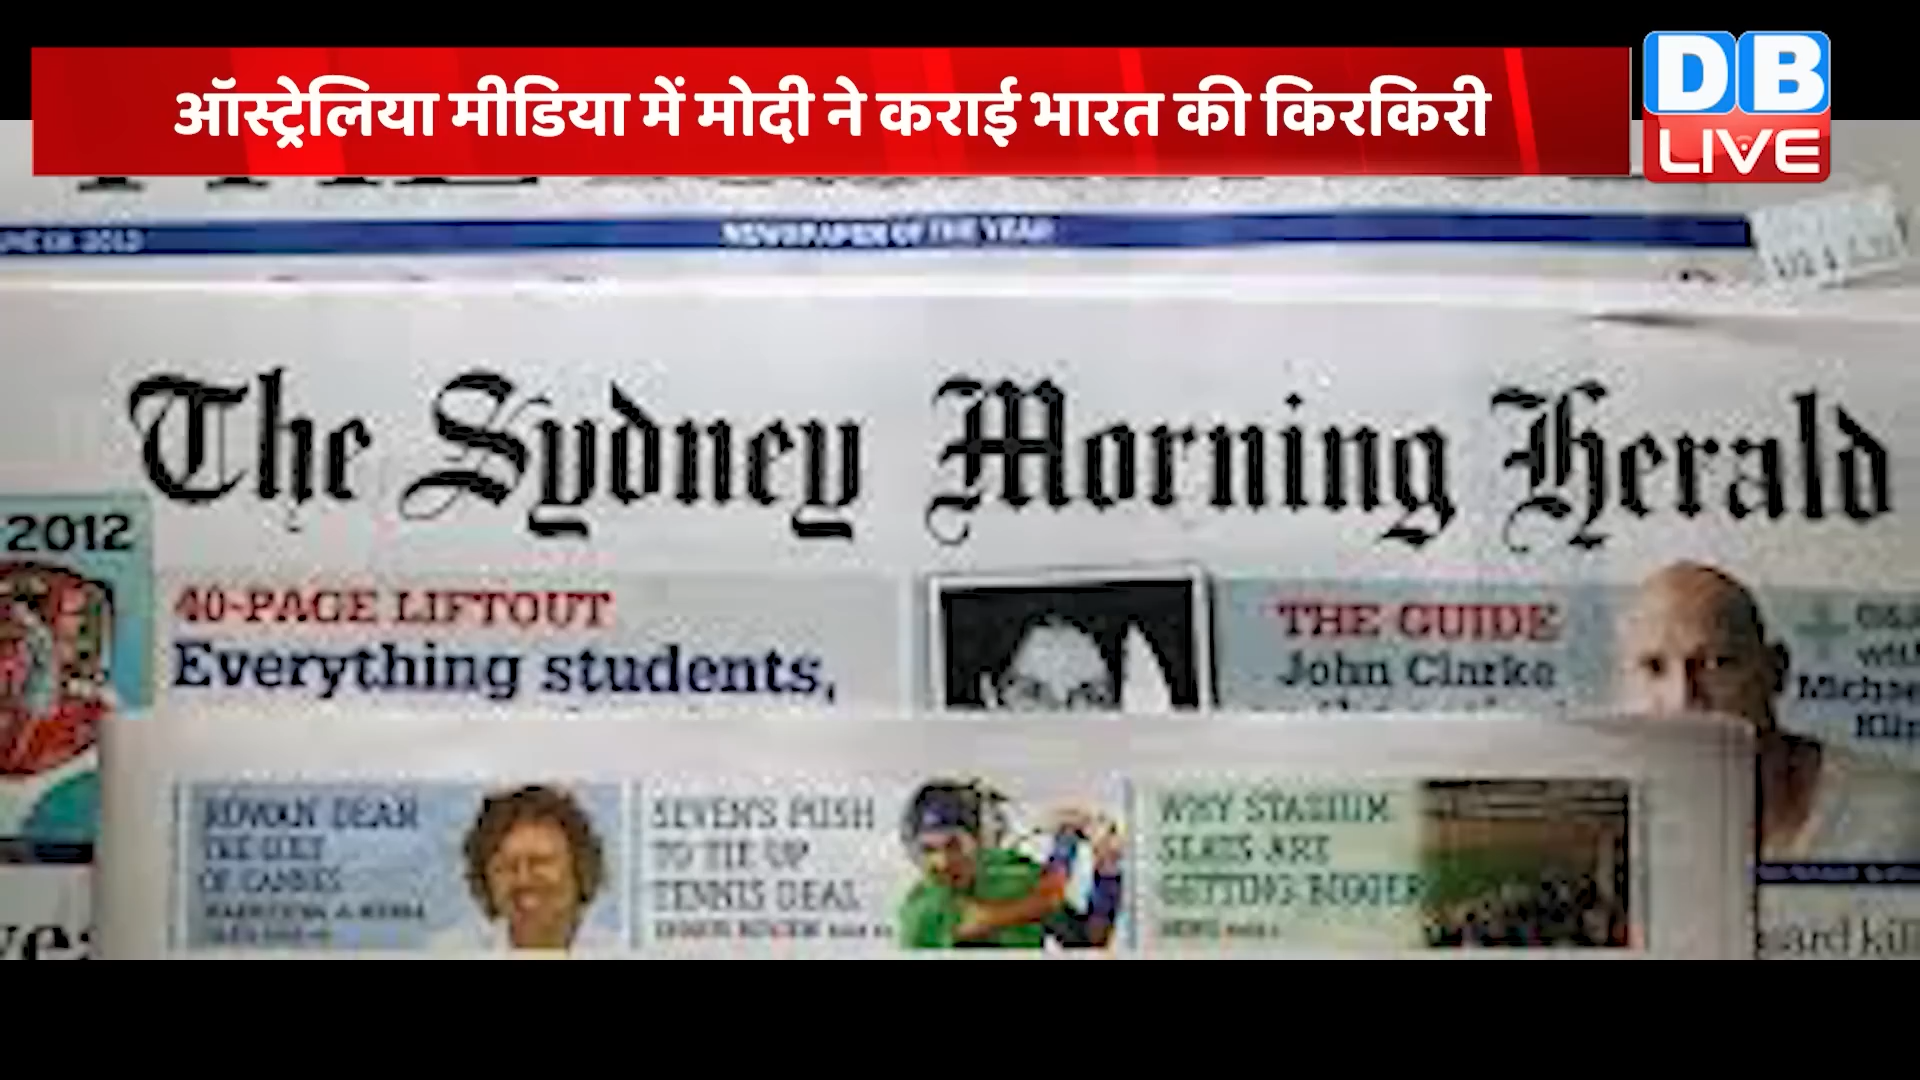 ऑस्ट्रेलिया मीडिया में मोदी ने कराई भारत की किरकिरी
DB
LIVE
NEWSPAPER OF THE YEAR
The Sydney Morning Herald
2012
40-PAGE LIFTOUT
Everything students,
THE GUIDE
John Clarke
ROWAN DEAN
OF CANNES
SEVEN'S PUSH
TO TIE UP
TENNIS DEAL
WHY STADIUM
SEATS ARE
GETTING BIGGER